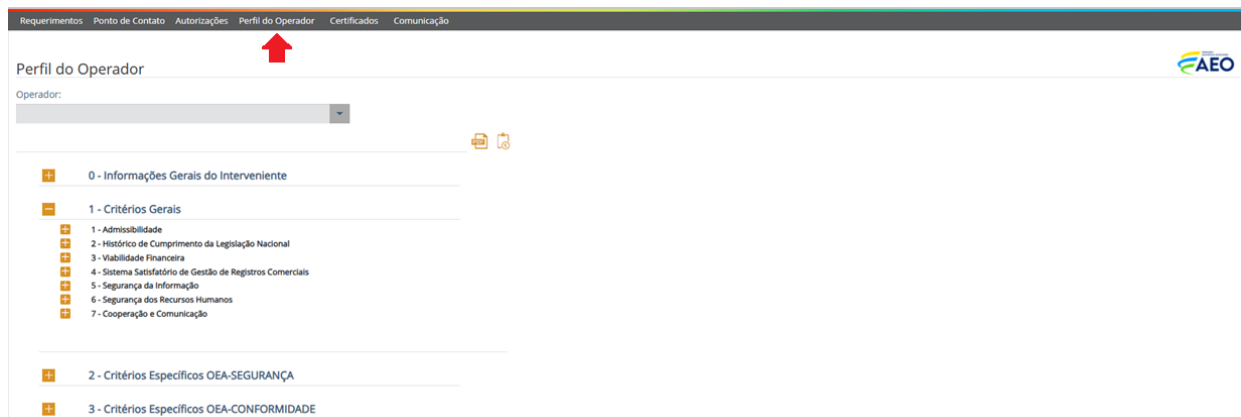 Requerimentos Ponto de Contato Autorizações Perfil do Operador Certificados Comunicação
AEO
Perfil do Operador
Operador:
0 - Informações Gerais do Interveniente
1 - Critérios Gerais
1 - Admissibilidade
2 - Histórico de Cumprimento da Legislação Nacional
3 - Viabilidade Financeira
4 - Sistema Satisfatório de Gestão de Registros Comerciais
5 - Segurança da Informação
6 - Segurança dos Recursos Humanos
7 - Cooperação e Comunicação
2 - Critérios Específicos OEA-SEGURANÇA
3 - Critérios Específicos OEA-CONFORMIDADE